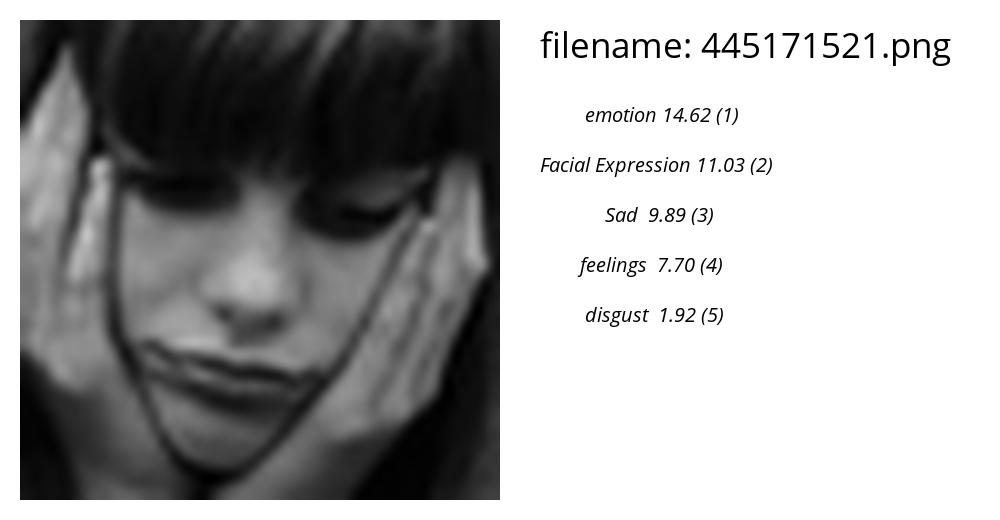 filename: 445171521.png
emotion 14.62 (1)
Facial Expression 11.03 (2)
Sad 9.89 (3)
feelings 7.70 (4)
disgust 1.92 (5)